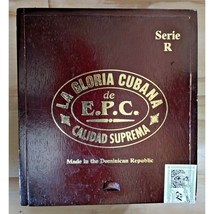 Serie
R
LA GLORIA CUBANA
de
E.P.C.
CALIDAD SUPREMA
Made in the Dominican Republic